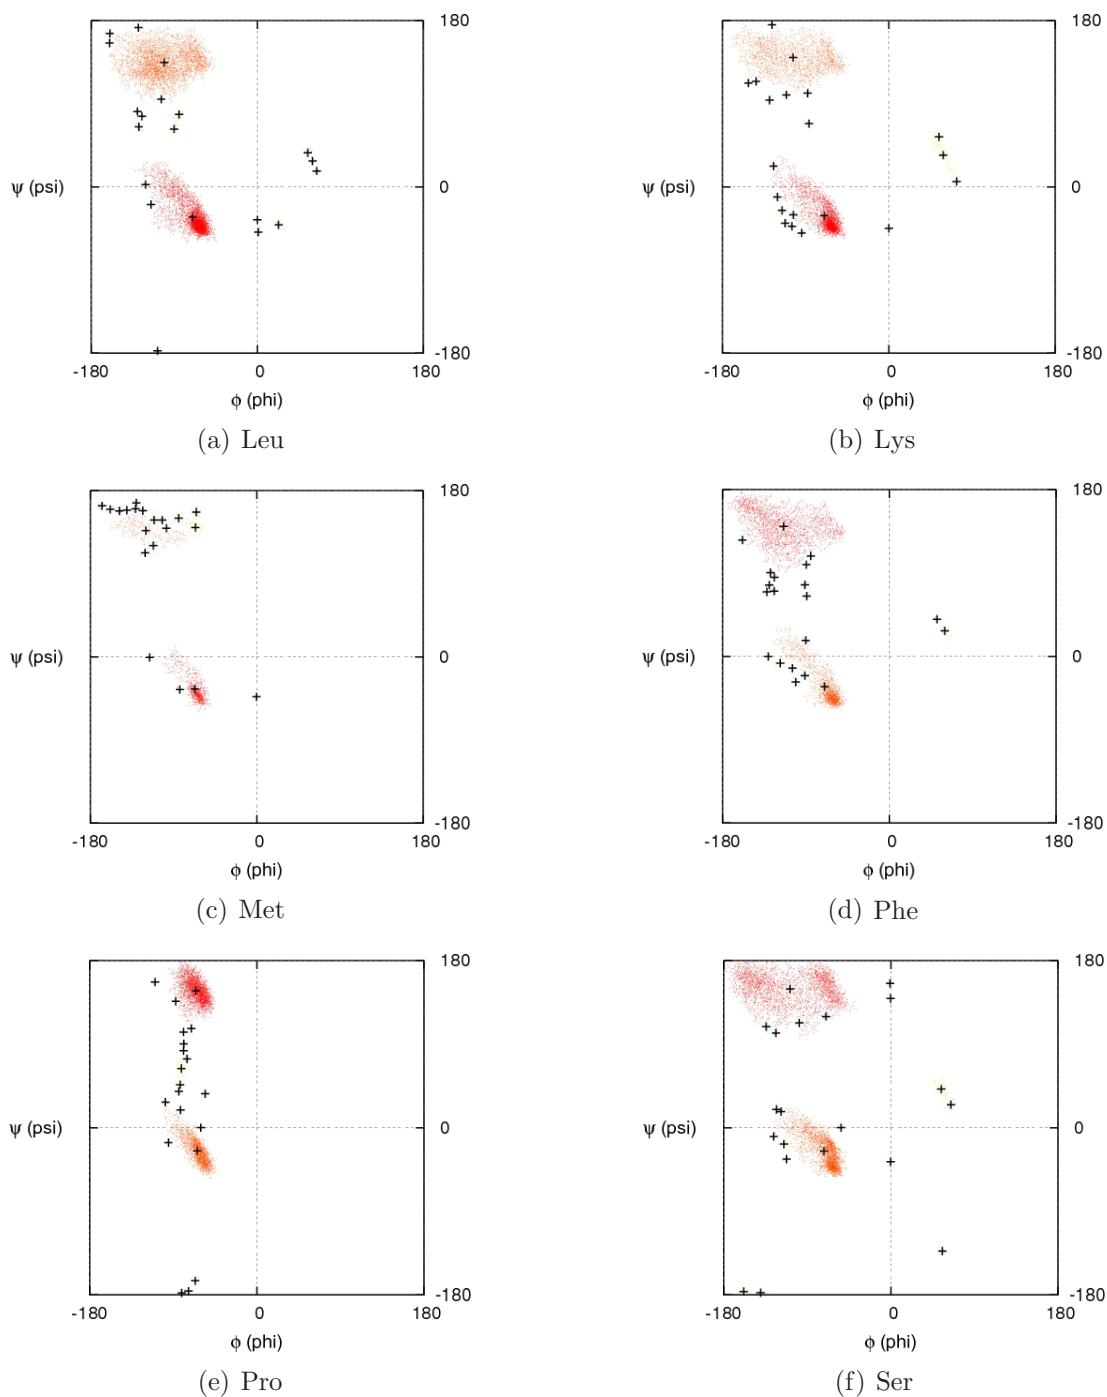 180 180
ψ (psi) 0 ψ (psi) 0
-180 -180
-180 0 180 -180 0 180
ϕ (phi) ϕ (phi)
(a) Leu (b) Lys
180 180
ψ (psi) 0 ψ (psi) 0
-180 -180
-180 0 180 -180 0 180
ϕ (phi) ϕ (phi)
(c) Met (d) Phe
180 180
ψ (psi) 0 ψ (psi) 0
-180 -180
-180 0 180 -180 0 180
ϕ (phi) ϕ (phi)
(e) Pro (f) Ser